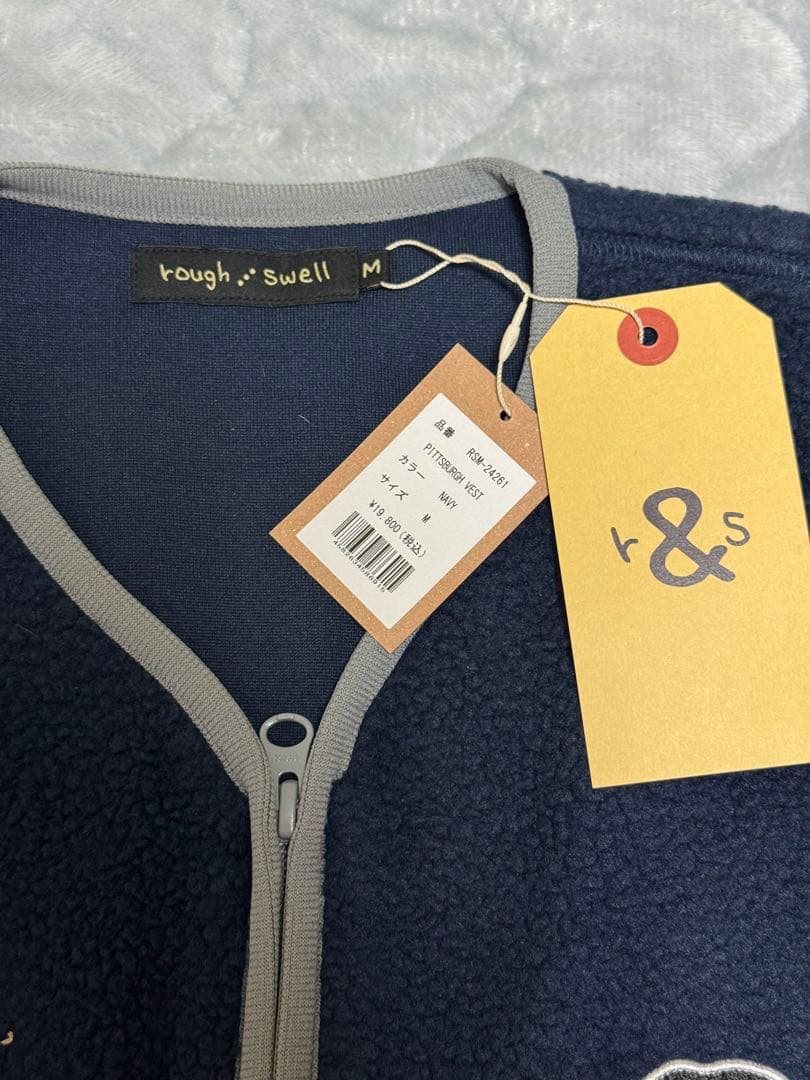 rough swell
M
品番 RSM-24261
PITTSBURGH VEST
カラー NAVY
サイズ M
¥19,800(税込)
r & s